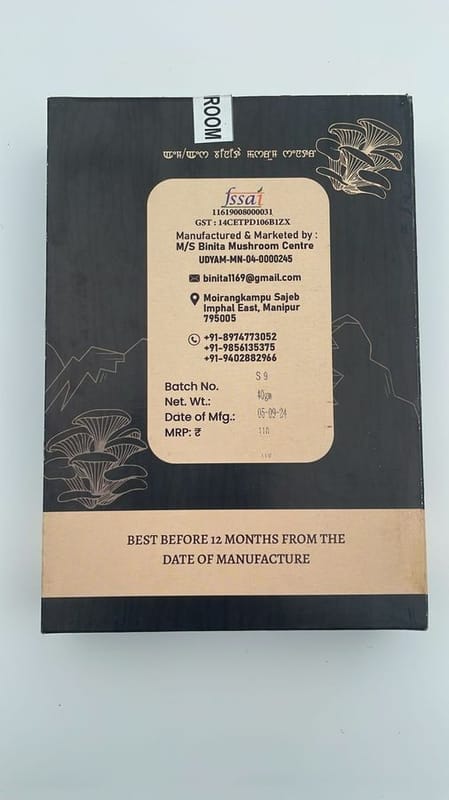 ROOM
fssai
11619008000031
GST : 14CETPD106B1ZX
Manufactured & Marketed by :
M/S Binita Mushroom Centre
UDYAM-MN-04-0000245
binita1169@gmail.com
Moirangkampu Sajeb
Imphal East, Manipur
795005
+91-8974773052
+91-9856135375
+91-9402882966
Batch No. S 9
Net. Wt.: 40gm
Date of Mfg.: 05-09-24
MRP: ₹ 110
110
BEST BEFORE 12 MONTHS FROM THE
DATE OF MANUFACTURE